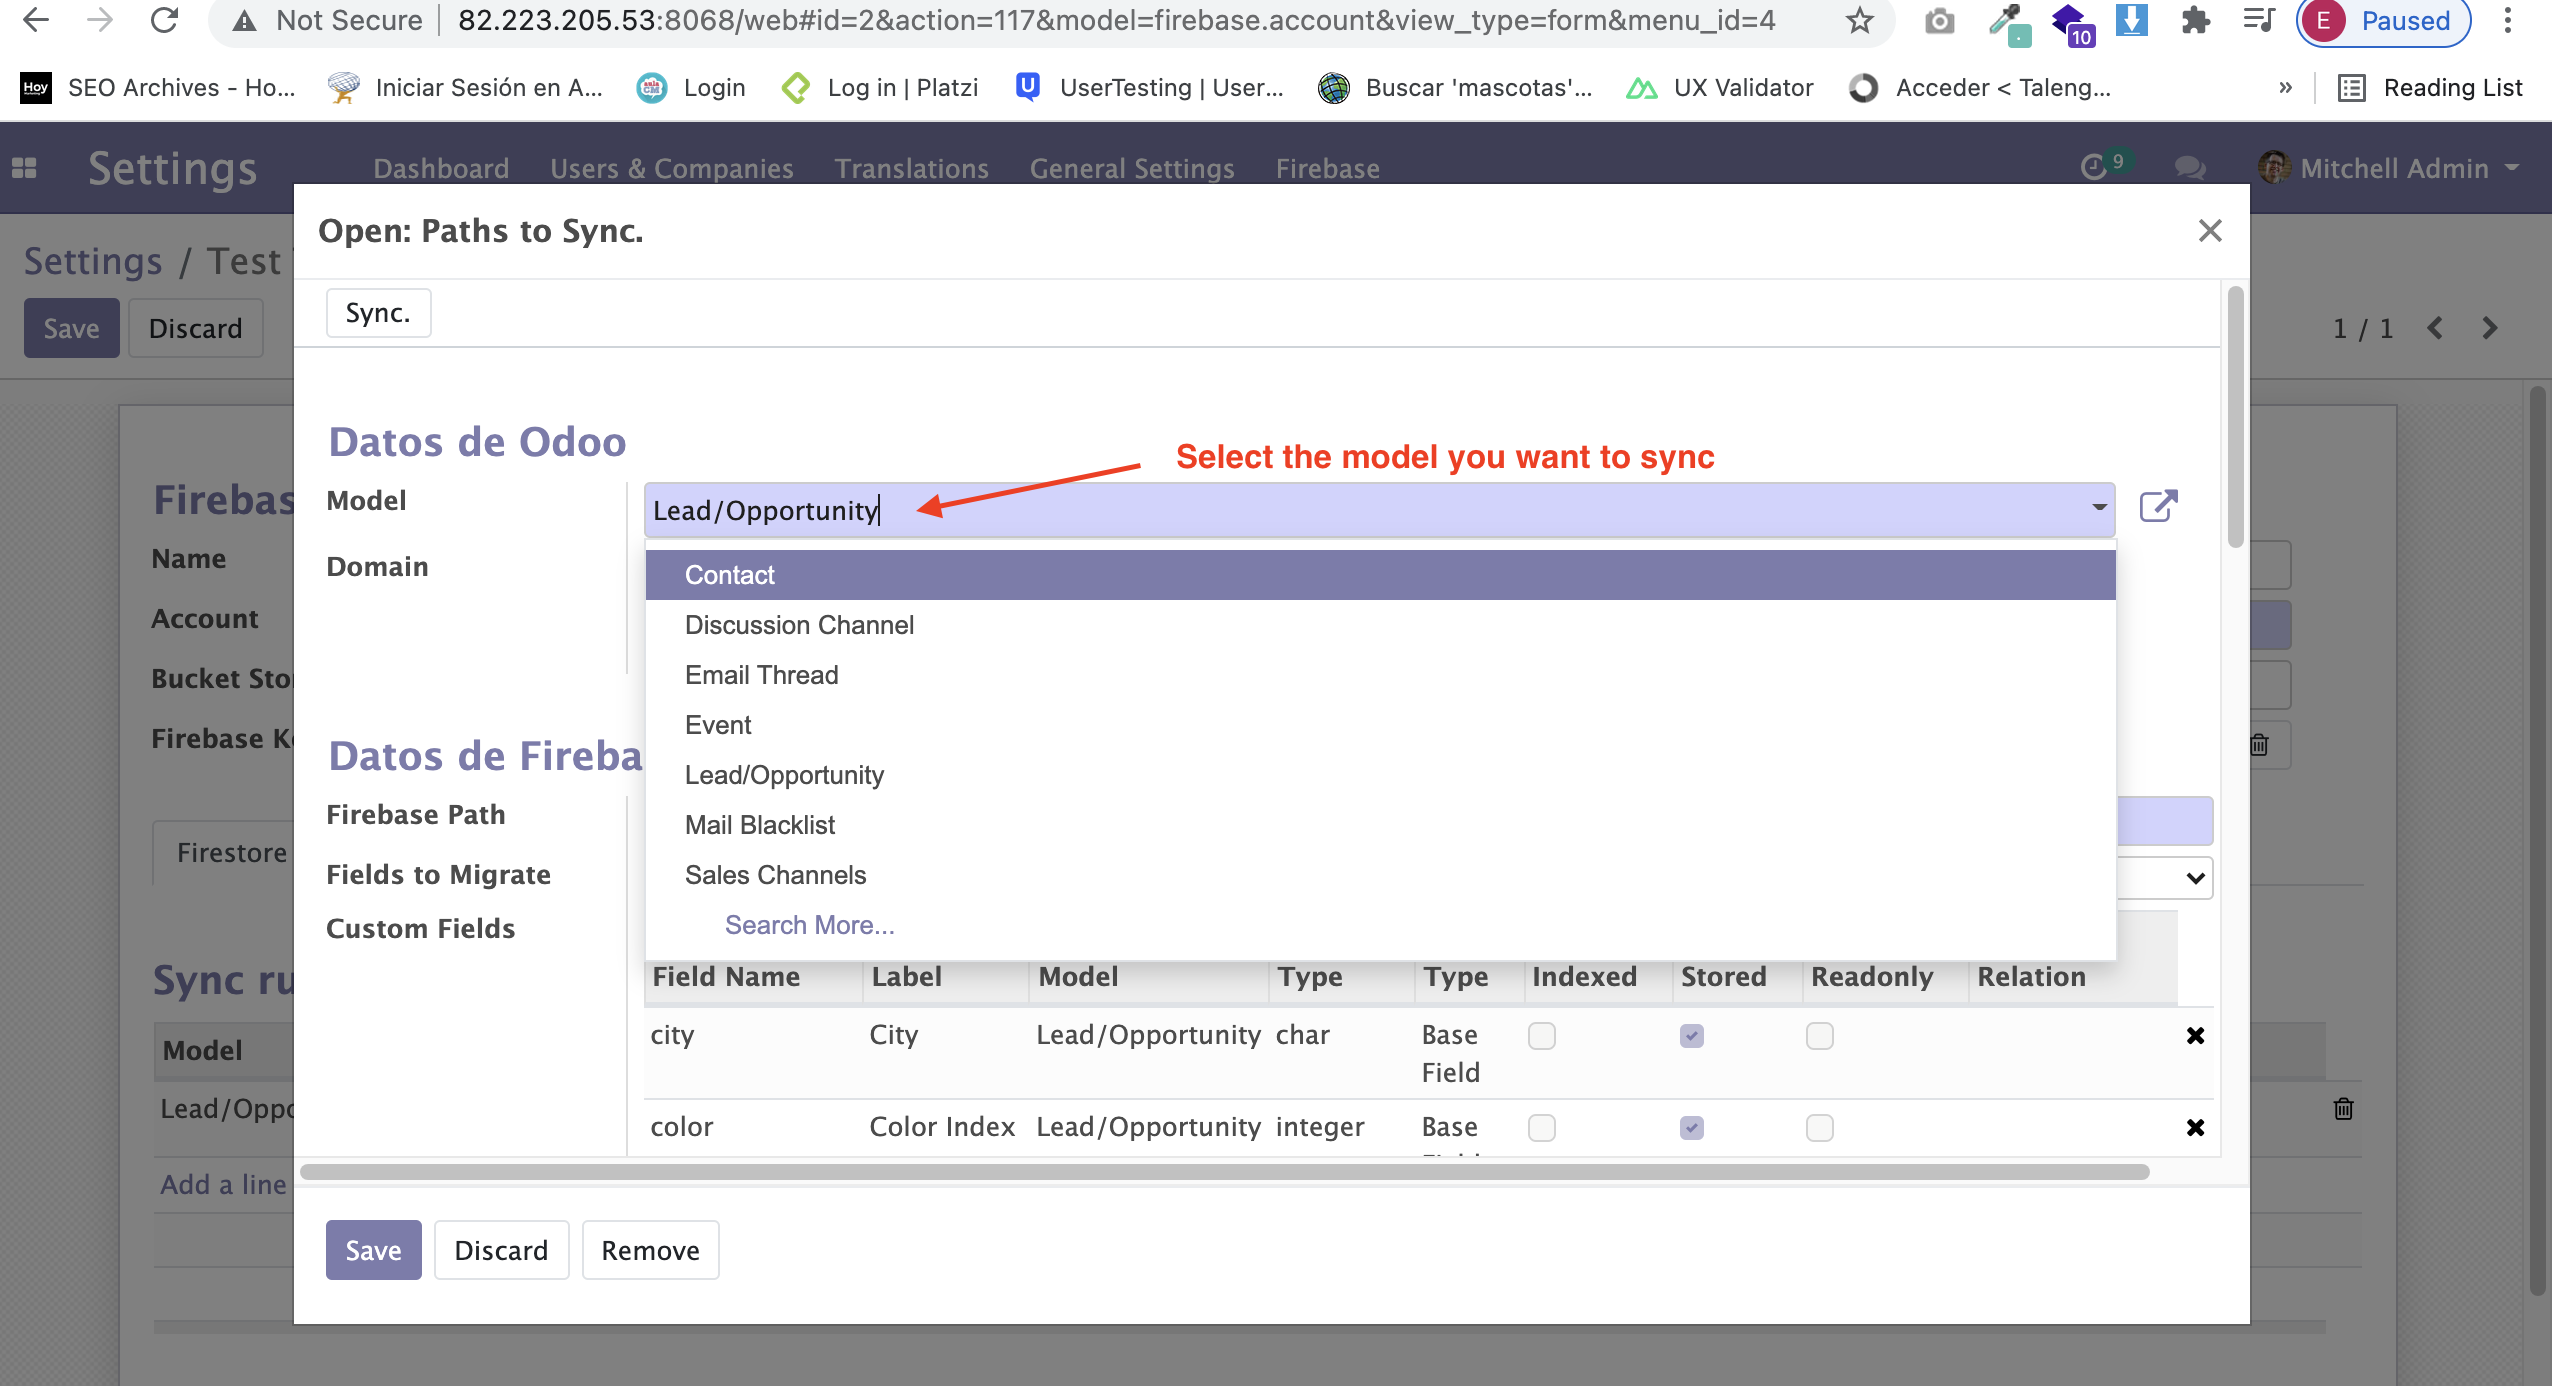 Not Secure 82.223.205.53:8068/web#id=2&action=117&model=firebase.account&view_type=form&menu_id=4
10
E Paused
Hoy SEO Archives - Ho... Iniciar Sesión en A... Login Log in | Platzi UserTesting | User... Buscar 'mascotas'... UX Validator Acceder < Taleng... » Reading List
Settings Dashboard Users & Companies Translations General Settings Firebase 9 Mitchell Admin
Open: Paths to Sync.
Settings / Test
Sync.
Save Discard
1 / 1
Datos de Odoo
Select the model you want to sync
Model Lead/Opportunity
Domain
Contact
Discussion Channel
Email Thread
Event
Lead/Opportunity
Mail Blacklist
Sales Channels
Search More...
Firebas
Name
Account
Bucket Sto
Firebase K
Datos de Fireba
Firebase Path
Fields to Migrate
Custom Fields
Firestore
Sync ru
Field Name Label Model Type Type Indexed Stored Readonly Relation
city City Lead/Opportunity char Base Field
color Color Index Lead/Opportunity integer Base
Model
Lead/Oppo
Add a line
Save Discard Remove